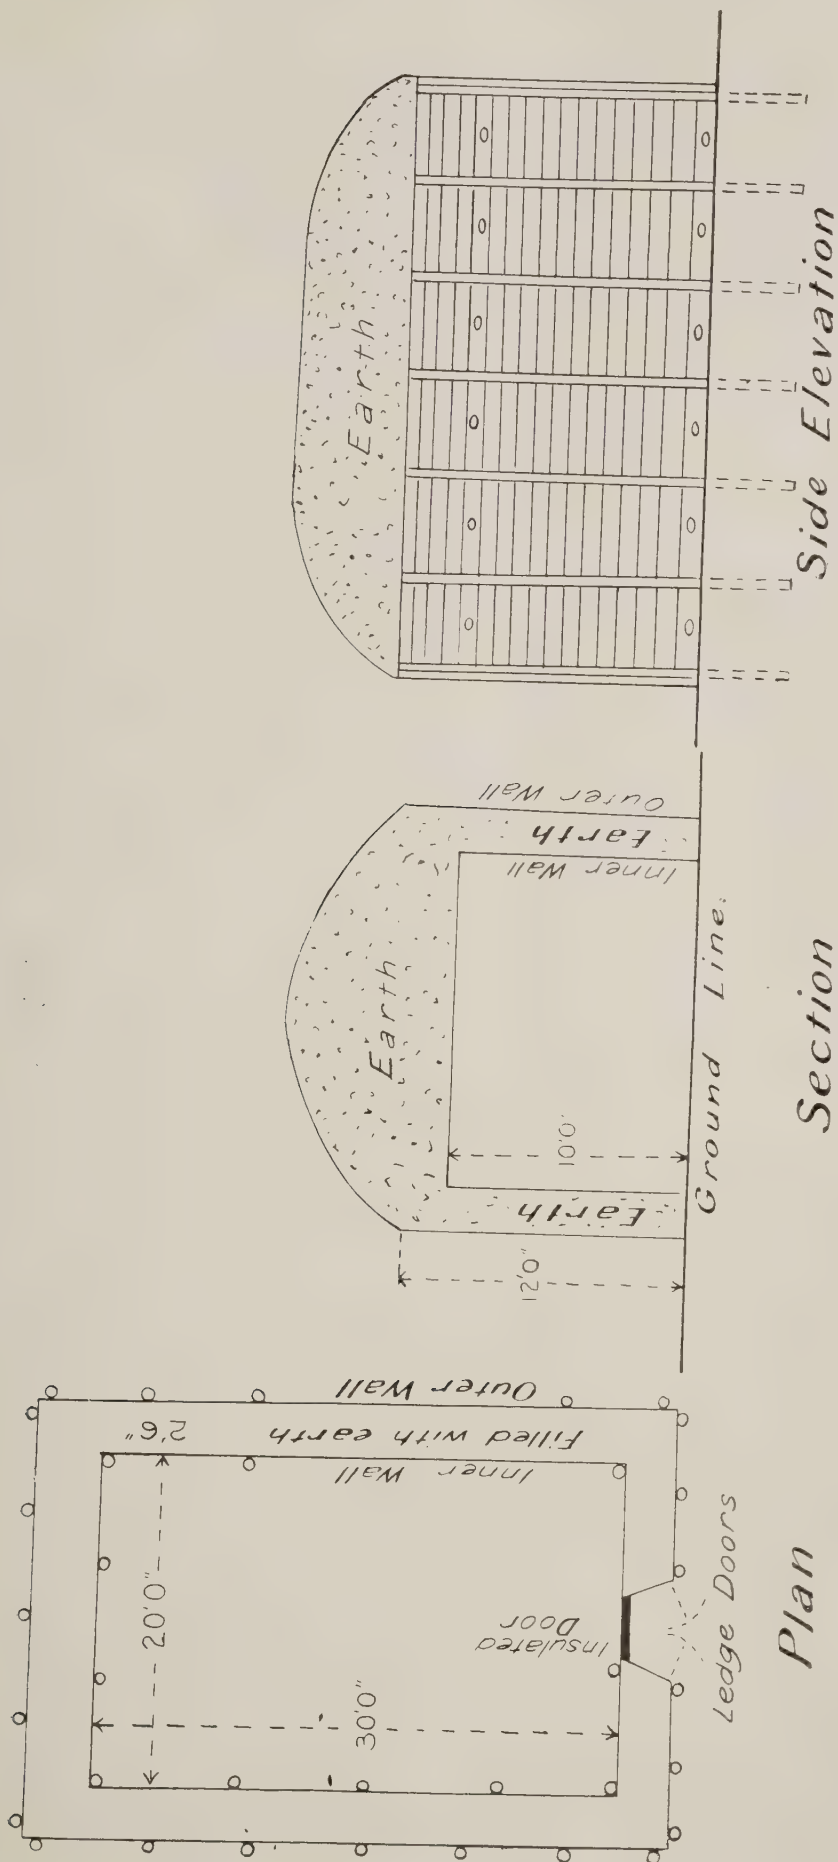 Outer Wall
Filled with earth 2'6"
Inner Wall
20'0"
30'0"
Insulated
Door
Ledge Doors
Plan
Earth
Earth
Earth
Outer Wall
Inner Wall
10'0"
12'0"
Ground Line.
Section
Earth
Side Elevation